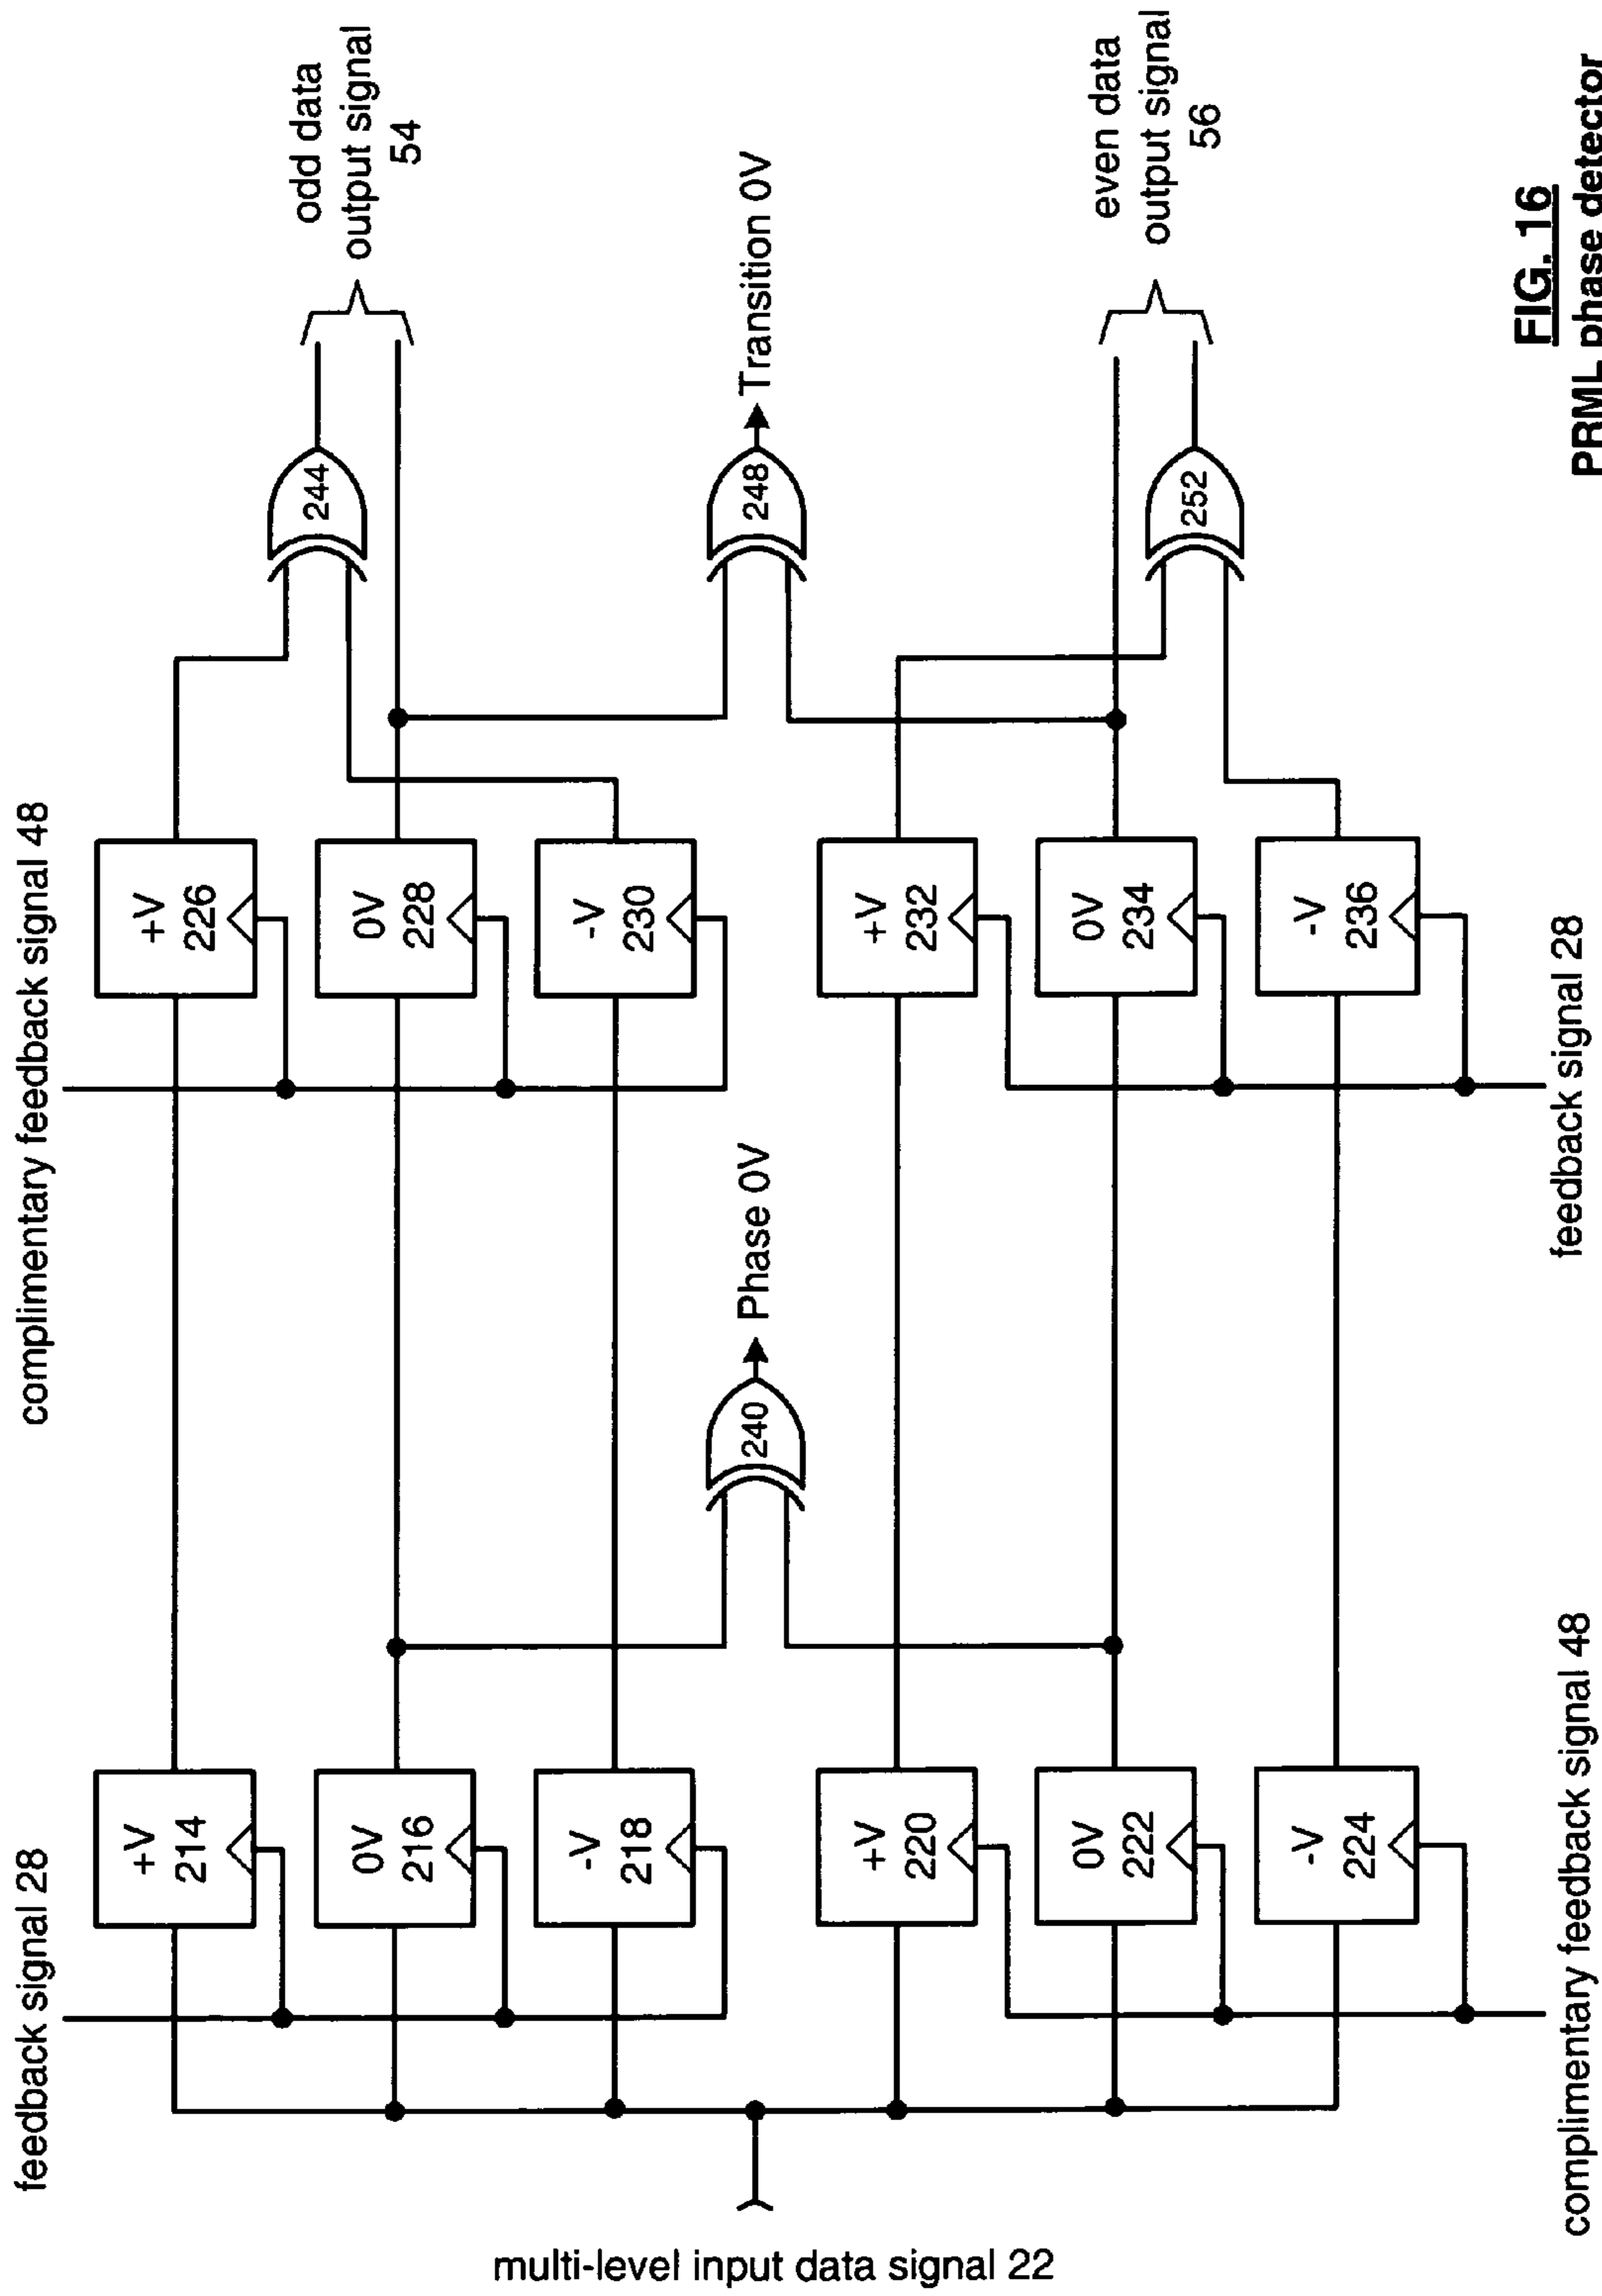 feedback signal 28
complimentary feedback signal 48
+V
214
+V
226
244
odd data
output signal
54
0V
216
0V
228
-V
218
-V
230
multi-level input data signal 22
240
Phase 0V
248
Transition 0V
+V
220
+V
232
0V
222
0V
234
even data
output signal
56
252
-V
224
-V
236
complimentary feedback signal 48
feedback signal 28
FIG. 16
PRML phase detector